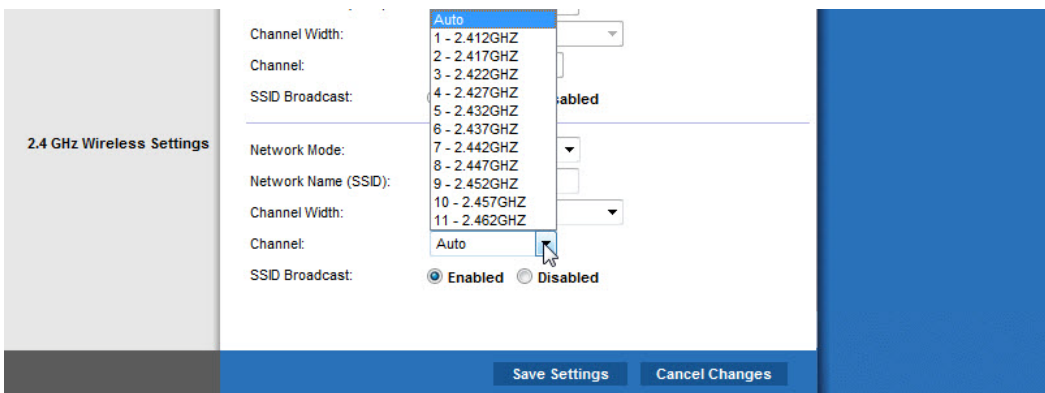 Auto
Channel Width:
1 - 2.412GHZ
2 - 2.417GHZ
Channel:
3 - 2.422GHZ
4 - 2.427GHZ
SSID Broadcast:
abled
5 - 2.432GHZ
6 - 2.437GHZ
2.4 GHz Wireless Settings
Network Mode:
7 - 2.442GHZ
8 - 2.447GHZ
Network Name (SSID):
9 - 2.452GHZ
10 - 2.457GHZ
Channel Width:
11 - 2.462GHZ
Channel:
Auto
SSID Broadcast:
Enabled
Disabled
Save Settings
Cancel Changes